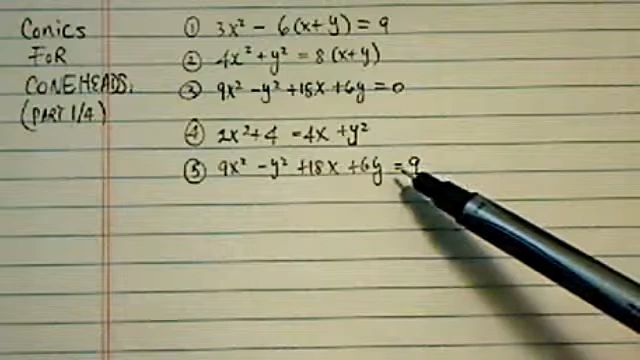 Conics
FOR
CONEHEADS.
(PART 1/4)
① 3x² - 6(x+y) = 9
② 4x² + y² = 8(x+y)
③ 9x² - y² + 18x + 6y = 0
④ 2x² + 4 = 4x + y²
⑤ 9x² - y² + 18x + 6y = 9